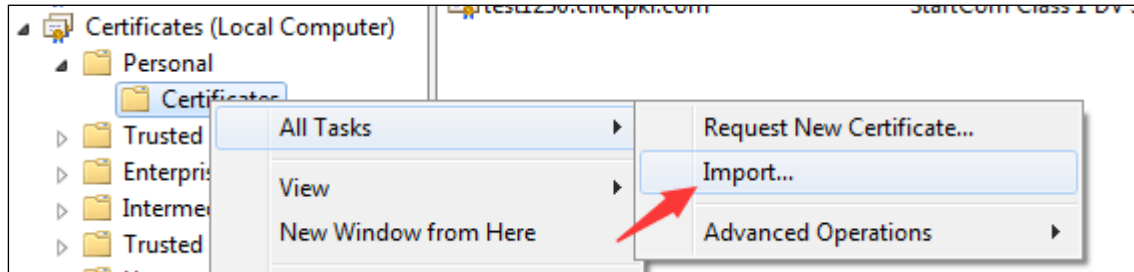 test1250.clickpki.com StartCom Class 1 DV
Certificates (Local Computer)
Personal
Certificates
All Tasks
Request New Certificate...
Trusted
Import...
Enterpris
View
Intermed
New Window from Here
Advanced Operations
Trusted